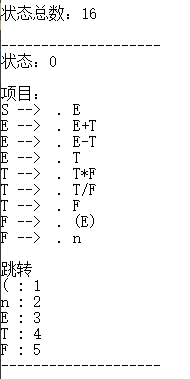 状态总数：16
-------------------
状态：0
项目：
S -->  . E
E -->  . E+T
E -->  . E-T
E -->  . T
T -->  . T*F
T -->  . T/F
T -->  . F
F -->  . (E)
F -->  . n
跳转
( : 1
n : 2
E : 3
T : 4
F : 5
-------------------